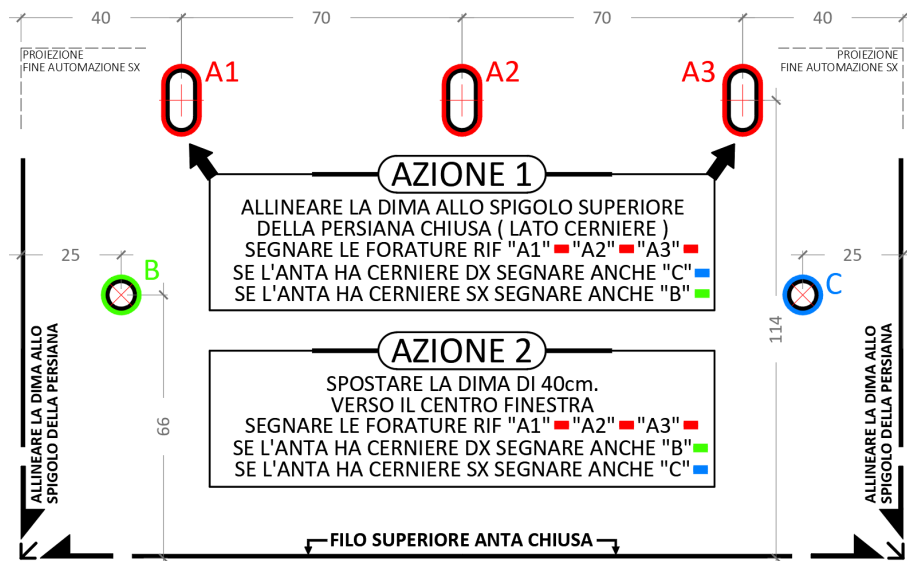 40
70
70
40
PROIEZIONE
FINE AUTOMAZIONE SX
PROIEZIONE
FINE AUTOMAZIONE SX
A1
A2
A3
AZIONE 1
ALLINEARE LA DIMA ALLO SPIGOLO SUPERIORE
DELLA PERSIANA CHIUSA ( LATO CERNIERE )
SEGNARE LE FORATURE RIF "A1" "A2" "A3"
SE L'ANTA HA CERNIERE DX SEGNARE ANCHE "C"
SE L'ANTA HA CERNIERE SX SEGNARE ANCHE "B"
25
B
25
C
114
66
AZIONE 2
SPOSTARE LA DIMA DI 40cm.
VERSO IL CENTRO FINESTRA
SEGNARE LE FORATURE RIF "A1" "A2" "A3"
SE L'ANTA HA CERNIERE DX SEGNARE ANCHE "B"
SE L'ANTA HA CERNIERE SX SEGNARE ANCHE "C"
ALLINEARE LA DIMA ALLO
SPIGOLO DELLA PERSIANA
ALLINEARE LA DIMA ALLO
SPIGOLO DELLA PERSIANA
FILO SUPERIORE ANTA CHIUSA